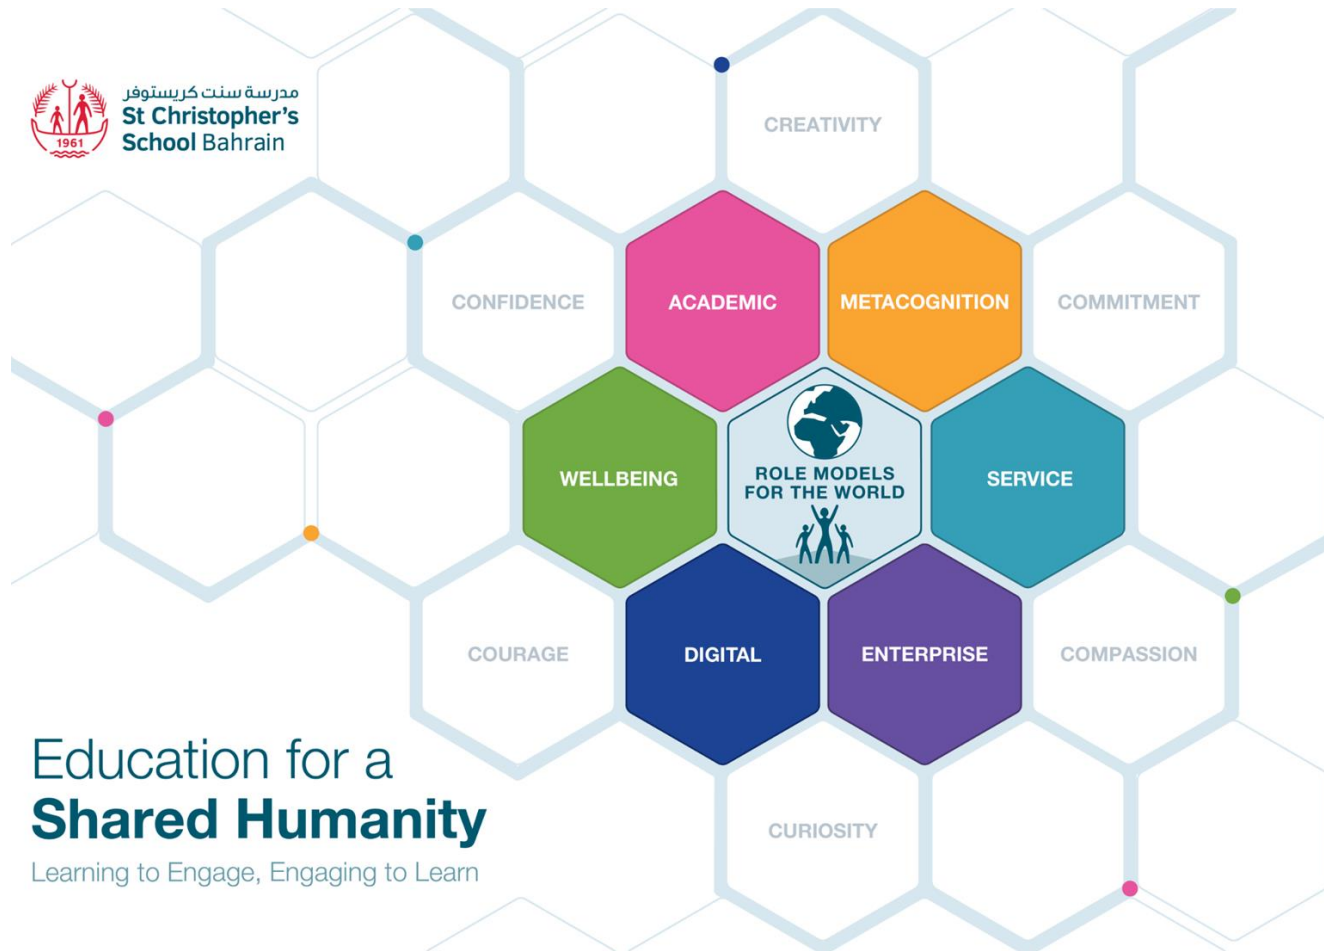 مدرسة سنت كريستوفر
St Christopher's
School Bahrain
1961
CREATIVITY
CONFIDENCE
ACADEMIC
METACOGNITION
COMMITMENT
WELLBEING
ROLE MODELS
FOR THE WORLD
SERVICE
COURAGE
DIGITAL
ENTERPRISE
COMPASSION
CURIOSITY
Education for a
Shared Humanity
Learning to Engage, Engaging to Learn